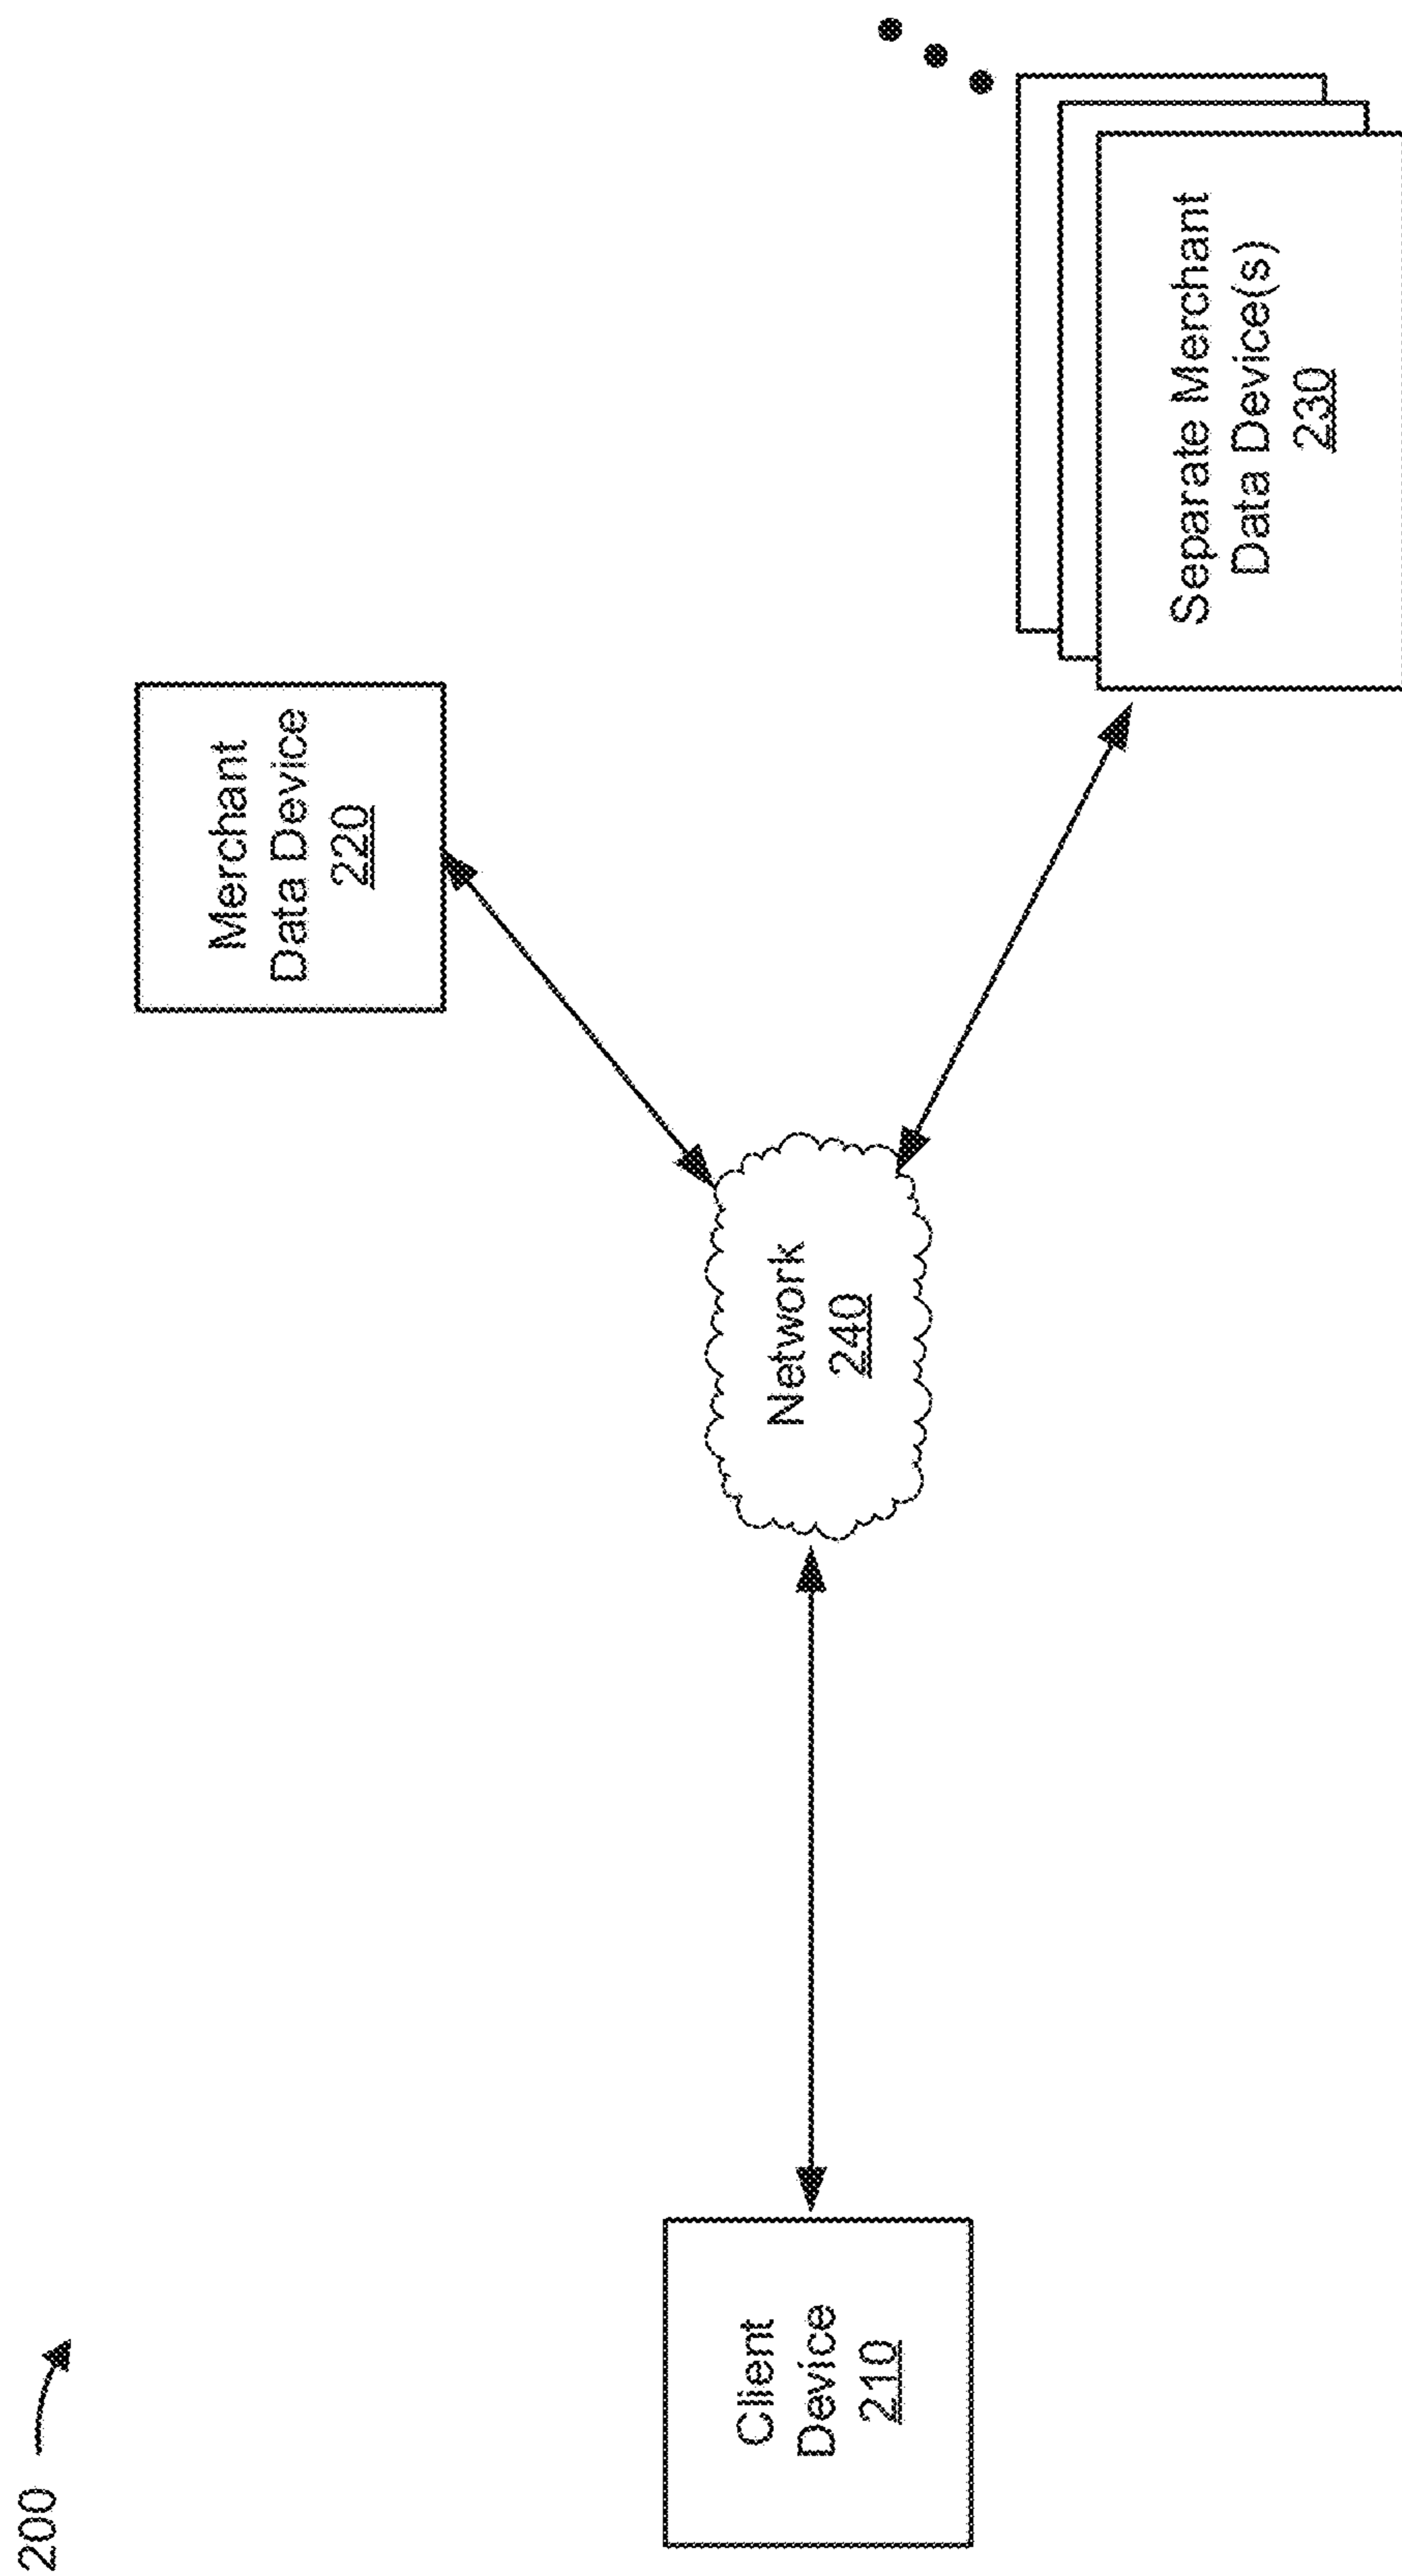 200
Merchant
Data Device
220
Client
Device
210
Network
240
Separate Merchant
Data Device(s)
230